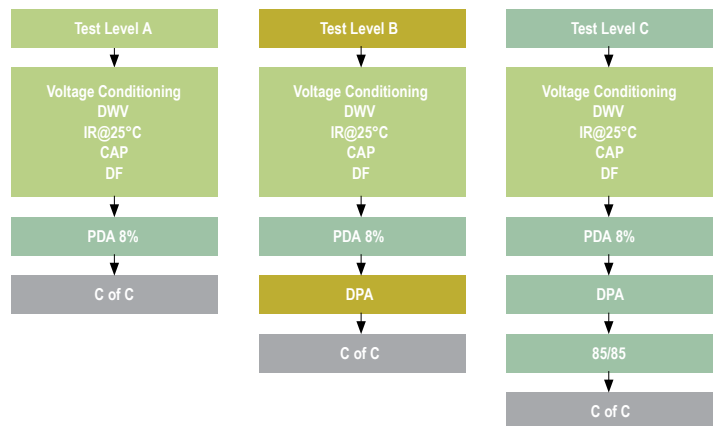 Test Level A
Voltage Conditioning
DWV
IR@25°C
CAP
DF
PDA 8%
C of C
Test Level B
Voltage Conditioning
DWV
IR@25°C
CAP
DF
PDA 8%
DPA
C of C
Test Level C
Voltage Conditioning
DWV
IR@25°C
CAP
DF
PDA 8%
DPA
85/85
C of C